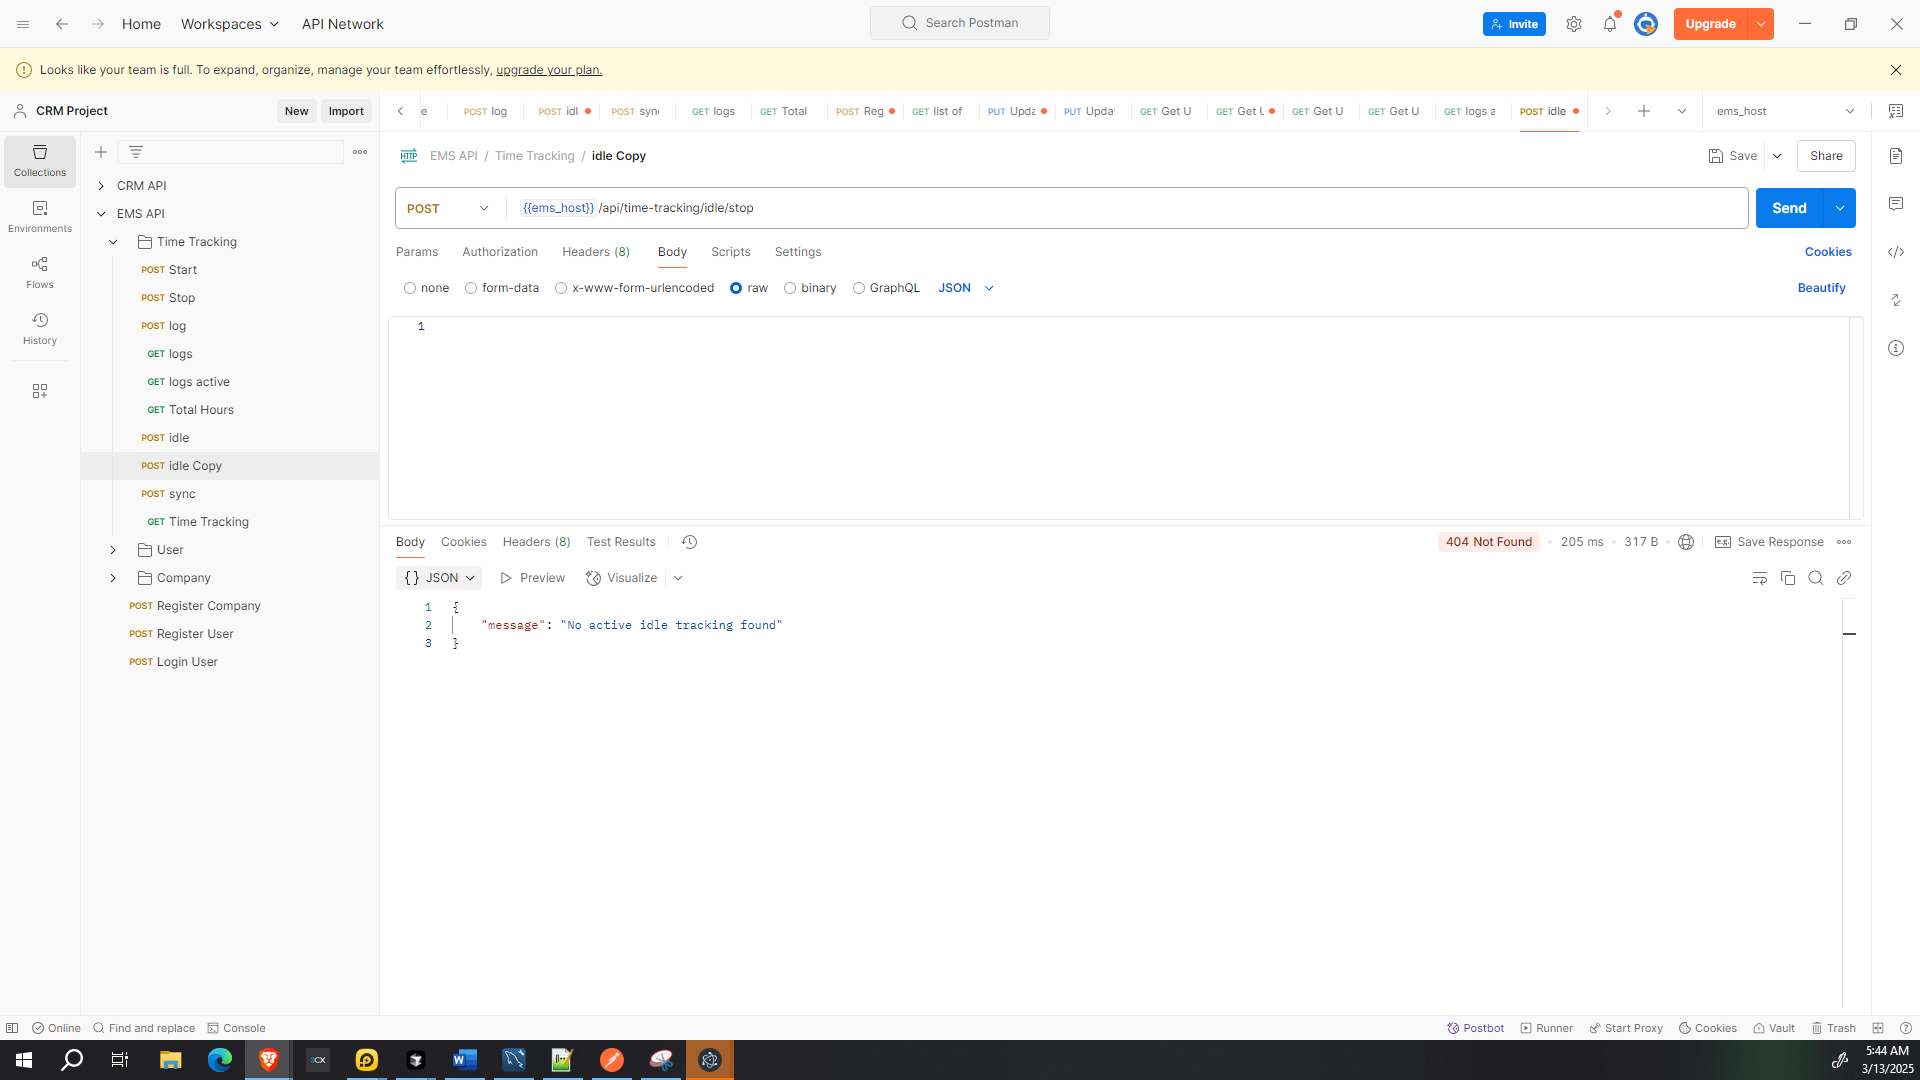 Home Workspaces API Network Search Postman Invite Upgrade
Looks like your team is full. To expand, organize, manage your team effortlessly, upgrade your plan.
CRM Project New Import
e POST log POST idl POST syn GET logs GET Total POST Reg GET list of PUT Upda PUT Upda GET Get U GET Get U GET Get U GET Get U GET logs a POST idle ems_host
Collections
Environments
Flows
History
CRM API
EMS API
Time Tracking
POST Start
POST Stop
POST log
GET logs
GET logs active
GET Total Hours
POST idle
POST idle Copy
POST sync
GET Time Tracking
User
Company
POST Register Company
POST Register User
POST Login User
HTTP EMS API / Time Tracking / idle Copy Save Share
POST {{ems_host}} /api/time-tracking/idle/stop Send
Params Authorization Headers (8) Body Scripts Settings Cookies
none form-data x-www-form-urlencoded raw binary GraphQL JSON Beautify
1
Body Cookies Headers (8) Test Results 404 Not Found • 205 ms • 317 B • e.g. Save Response
{} JSON Preview Visualize
1 {
2 "message": "No active idle tracking found"
3 }
Online Find and replace Console Postbot Runner Start Proxy Cookies Vault Trash
5:44 AM
3/13/2025